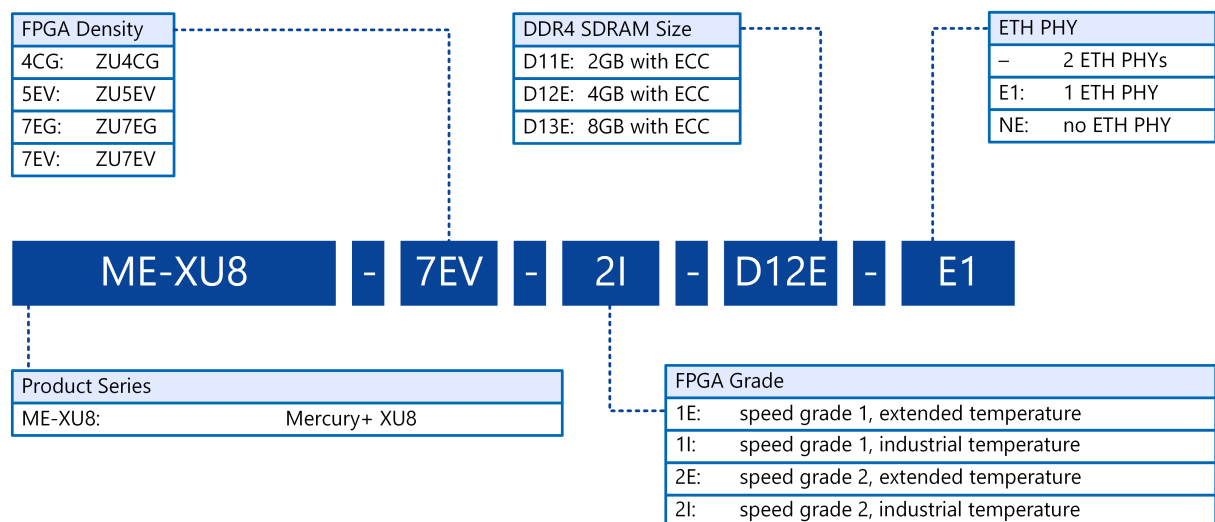 FPGA Density
4CG: ZU4CG
5EV: ZU5EV
7EG: ZU7EG
7EV: ZU7EV
DDR4 SDRAM Size
D11E: 2GB with ECC
D12E: 4GB with ECC
D13E: 8GB with ECC
ETH PHY
– 2 ETH PHYs
E1: 1 ETH PHY
NE: no ETH PHY
ME-XU8 - 7EV - 2I - D12E - E1
Product Series
ME-XU8: Mercury+ XU8
FPGA Grade
1E: speed grade 1, extended temperature
1I: speed grade 1, industrial temperature
2E: speed grade 2, extended temperature
2I: speed grade 2, industrial temperature